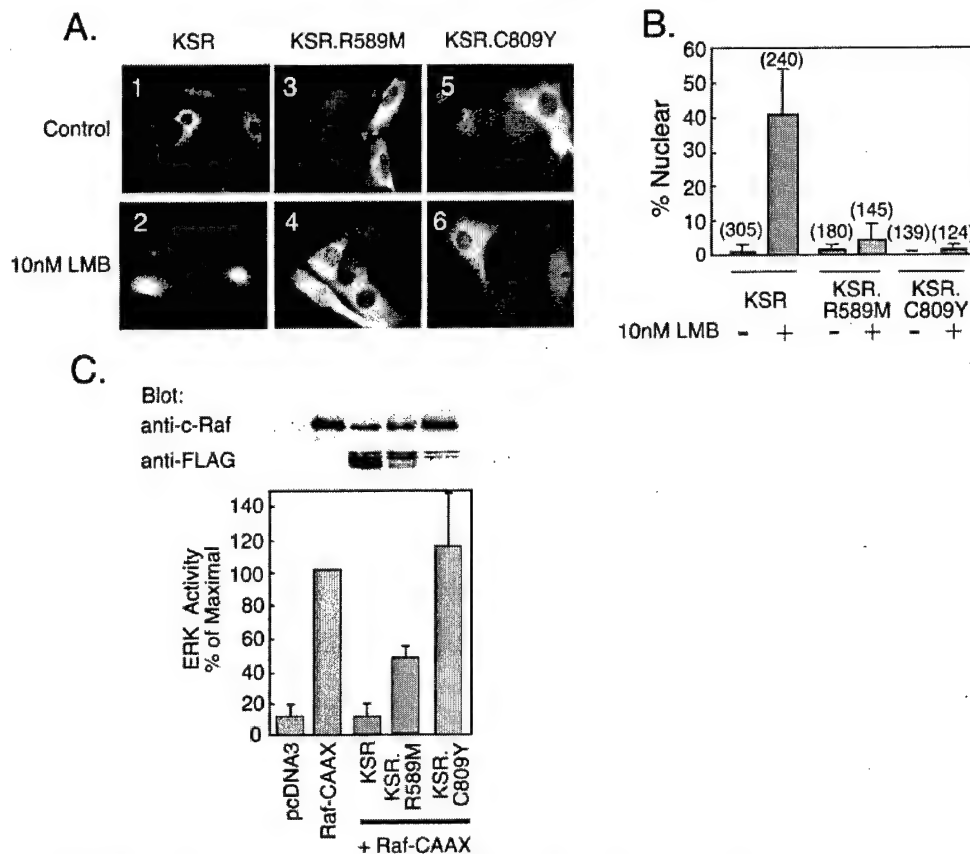 A.
KSR KSR.R589M KSR.C809Y
Control
1 3 5
10nM LMB
2 4 6
B.
% Nuclear
60
50
40
30
20
10
0
(305) (240) (180) (145) (139) (124)
KSR KSR.R589M KSR.C809Y
10nM LMB - + - + - +
C.
Blot:
anti-c-Raf
anti-FLAG
ERK Activity
% of Maximal
140
120
100
80
60
40
20
0
pcDNA3
Raf-CAAX
KSR
KSR.
R589M
KSR.
C809Y
+ Raf-CAAX